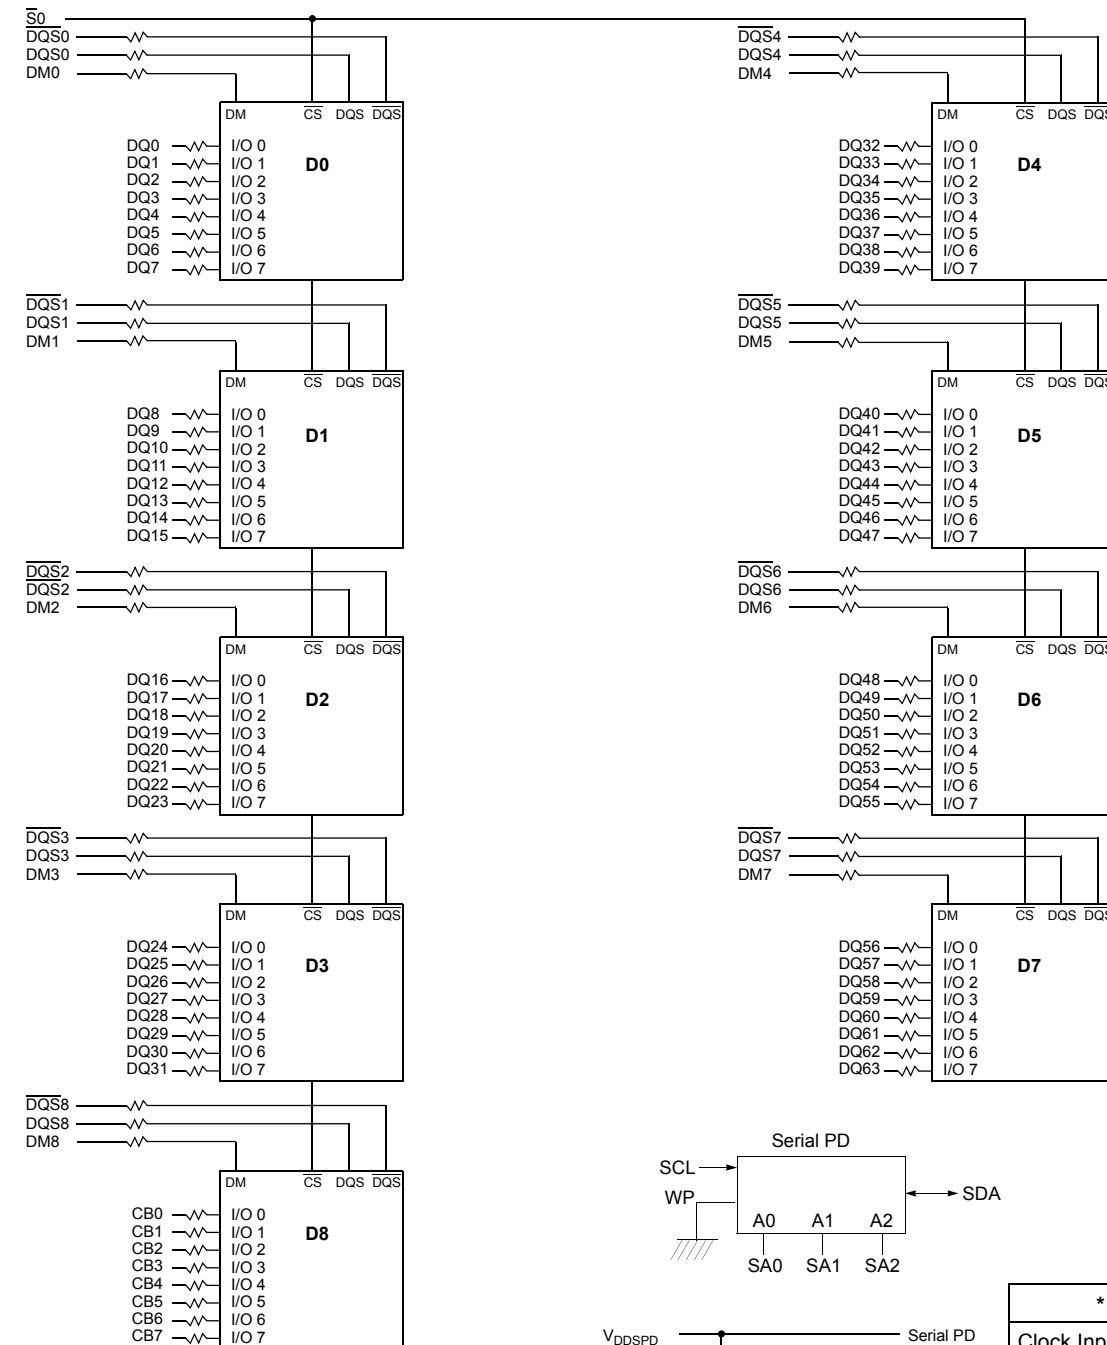 S0
DQS0
DQS0
DM0
DM CS DQS DQS
D0
DQ0 I/O 0
DQ1 I/O 1
DQ2 I/O 2
DQ3 I/O 3
DQ4 I/O 4
DQ5 I/O 5
DQ6 I/O 6
DQ7 I/O 7
DQS1
DQS1
DM1
DM CS DQS DQS
D1
DQ8 I/O 0
DQ9 I/O 1
DQ10 I/O 2
DQ11 I/O 3
DQ12 I/O 4
DQ13 I/O 5
DQ14 I/O 6
DQ15 I/O 7
DQS2
DQS2
DM2
DM CS DQS DQS
D2
DQ16 I/O 0
DQ17 I/O 1
DQ18 I/O 2
DQ19 I/O 3
DQ20 I/O 4
DQ21 I/O 5
DQ22 I/O 6
DQ23 I/O 7
DQS3
DQS3
DM3
DM CS DQS DQS
D3
DQ24 I/O 0
DQ25 I/O 1
DQ26 I/O 2
DQ27 I/O 3
DQ28 I/O 4
DQ29 I/O 5
DQ30 I/O 6
DQ31 I/O 7
DQS8
DQS8
DM8
DM CS DQS DQS
D8
CB0 I/O 0
CB1 I/O 1
CB2 I/O 2
CB3 I/O 3
CB4 I/O 4
CB5 I/O 5
CB6 I/O 6
CB7 I/O 7
DQS4
DQS4
DM4
DM CS DQS DQS
D4
DQ32 I/O 0
DQ33 I/O 1
DQ34 I/O 2
DQ35 I/O 3
DQ36 I/O 4
DQ37 I/O 5
DQ38 I/O 6
DQ39 I/O 7
DQS5
DQS5
DM5
DM CS DQS DQS
D5
DQ40 I/O 0
DQ41 I/O 1
DQ42 I/O 2
DQ43 I/O 3
DQ44 I/O 4
DQ45 I/O 5
DQ46 I/O 6
DQ47 I/O 7
DQS6
DQS6
DM6
DM CS DQS DQS
D6
DQ48 I/O 0
DQ49 I/O 1
DQ50 I/O 2
DQ51 I/O 3
DQ52 I/O 4
DQ53 I/O 5
DQ54 I/O 6
DQ55 I/O 7
DQS7
DQS7
DM7
DM CS DQS DQS
D7
DQ56 I/O 0
DQ57 I/O 1
DQ58 I/O 2
DQ59 I/O 3
DQ60 I/O 4
DQ61 I/O 5
DQ62 I/O 6
DQ63 I/O 7
Serial PD
SCL
WP
SDA
A0 A1 A2
SA0 SA1 SA2
VDDSPD Serial PD
*
Clock Inp